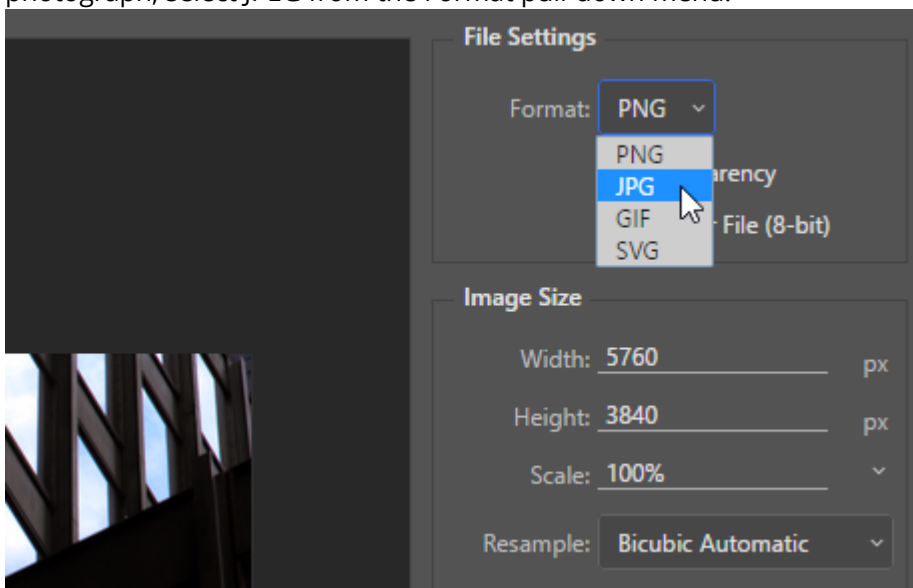 File Settings
Format: PNG
PNG
JPG
arency
GIF
File (8-bit)
SVG
Image Size
Width: 5760 px
Height: 3840 px
Scale: 100%
Resample: Bicubic Automatic